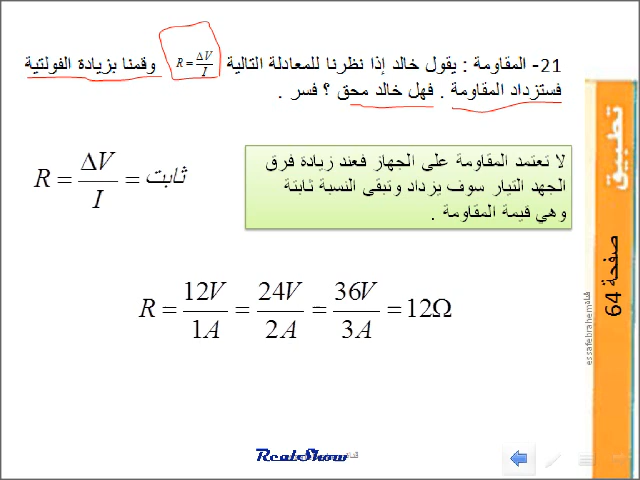 21- المقاومة : يقول خالد إذا نظرنا للمعادلة التالية R = ΔV/I وقمنا بزيادة الفولتية
فستزداد المقاومة . فهل خالد محق ؟ فسر .
لا تعتمد المقاومة على الجهاز فعند زيادة فرق
الجهد التيار سوف يزداد وتبقى النسبة ثابتة
وهي قيمة المقاومة .
R = ΔV/I = ثابت
R = 12V/1A = 24V/2A = 36V/3A = 12Ω
تطبيق
صفحة 64
قناة essafebrahem
RealShow